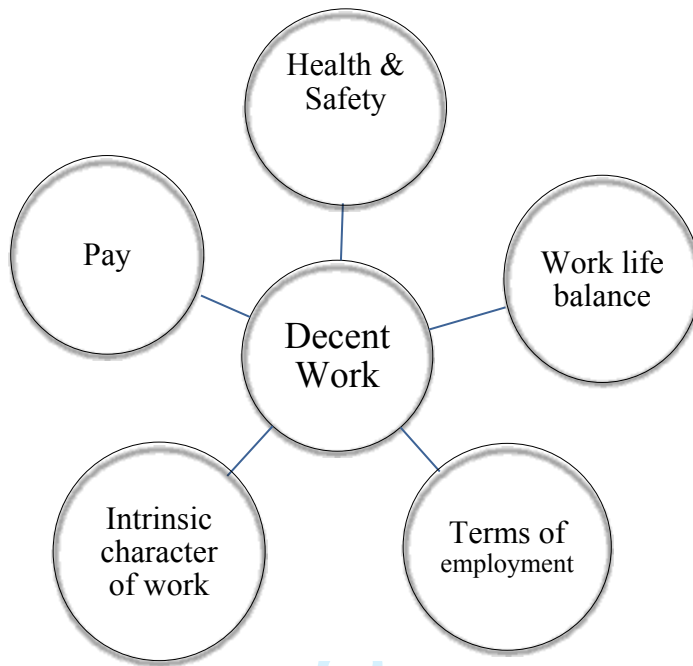 Health &
Safety
Pay
Work life
balance
Decent
Work
Intrinsic
character
of work
Terms of
employment